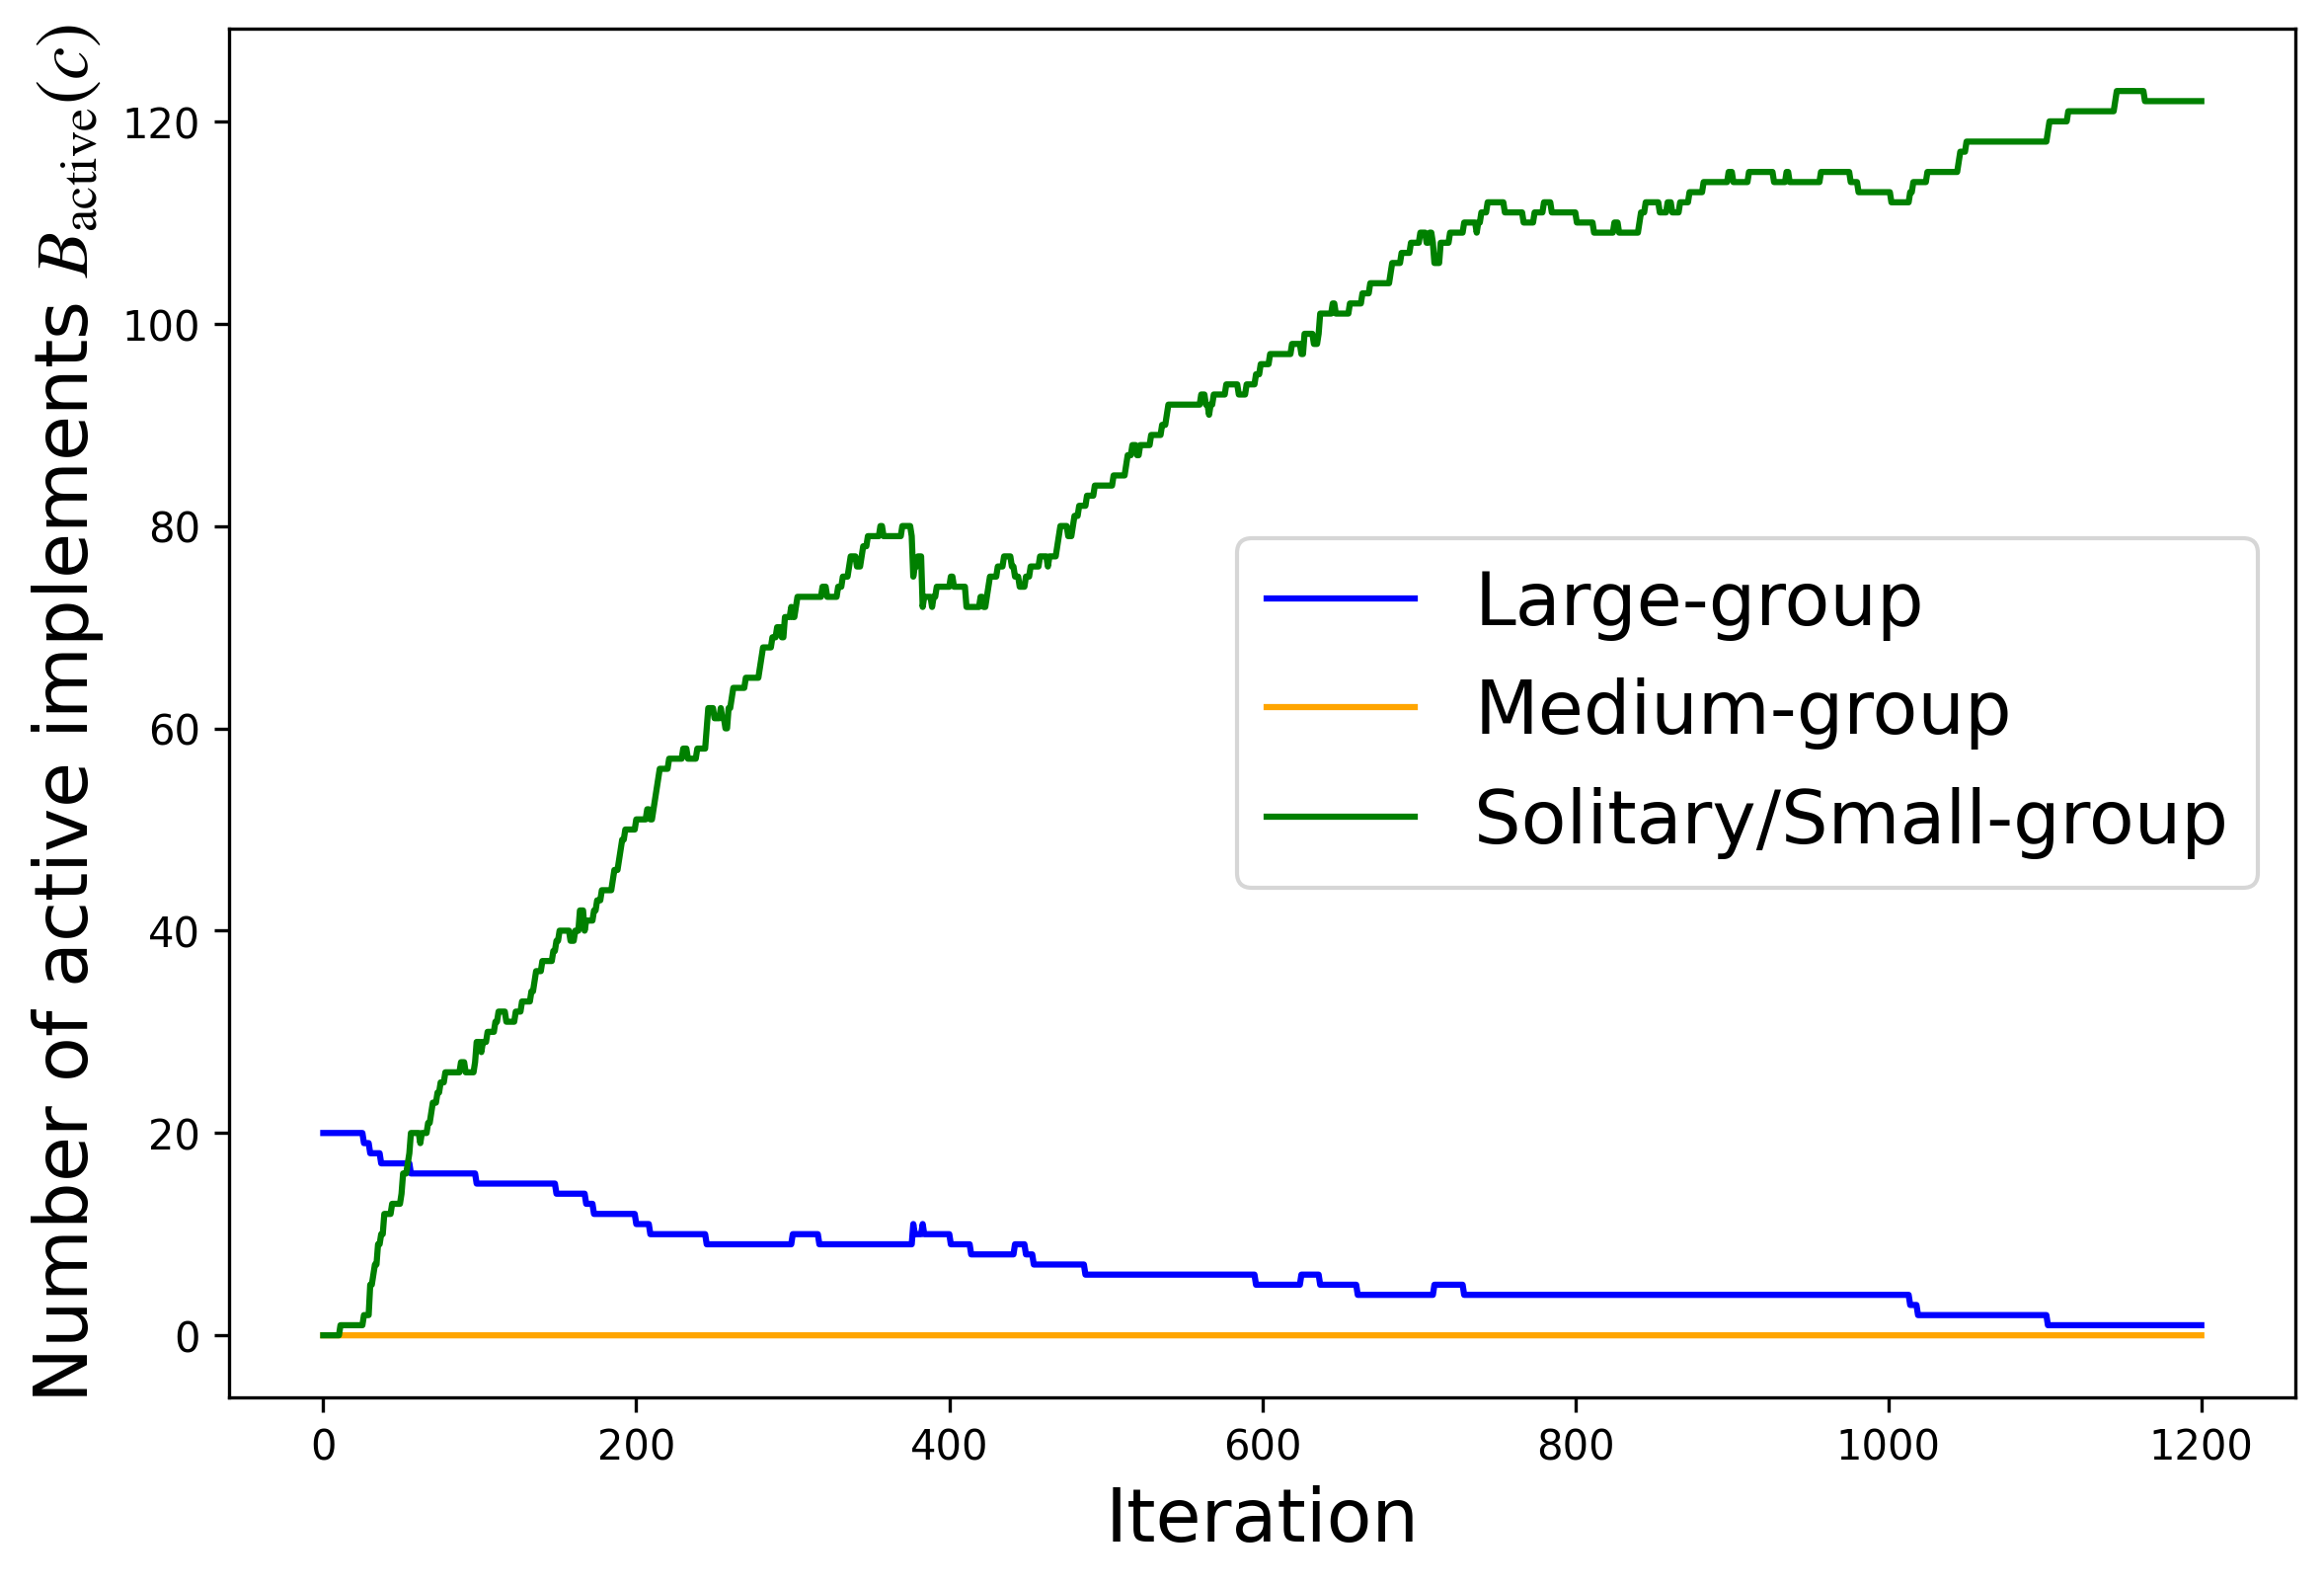 Number of active implements B_active(c)
120
100
80
60
40
20
0
Large-group
Medium-group
Solitary/Small-group
0 200 400 600 800 1000 1200
Iteration